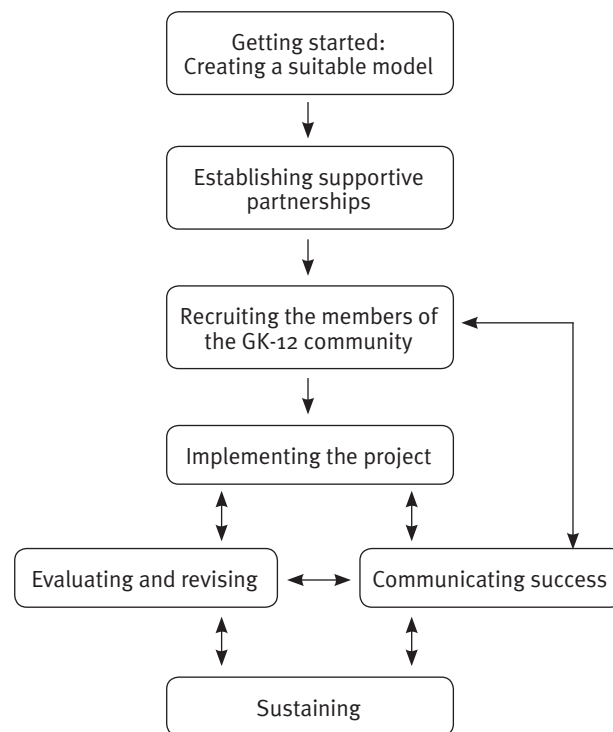 Getting started:
Creating a suitable model
Establishing supportive
partnerships
Recruiting the members of
the GK-12 community
Implementing the project
Evaluating and revising
Communicating success
Sustaining